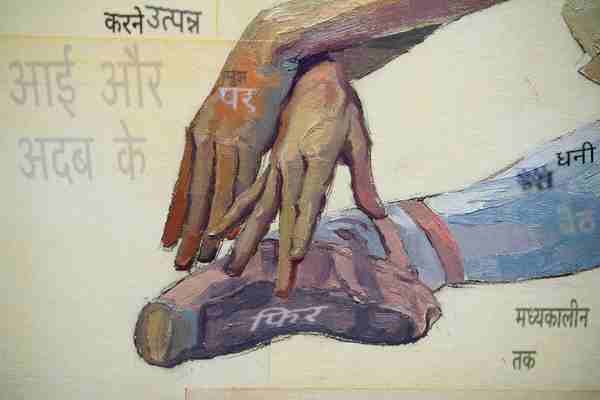 करने उत्पन्न
आई और
अदब के
पर
धनी
फिर
मध्यकालीन
तक